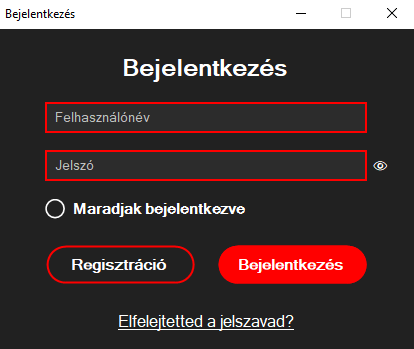 Bejelentkezés
Bejelentkezés
Felhasználónév
Jelszó
Maradjak bejelentkezve
Regisztráció
Bejelentkezés
Elfelejtetted a jelszavad?